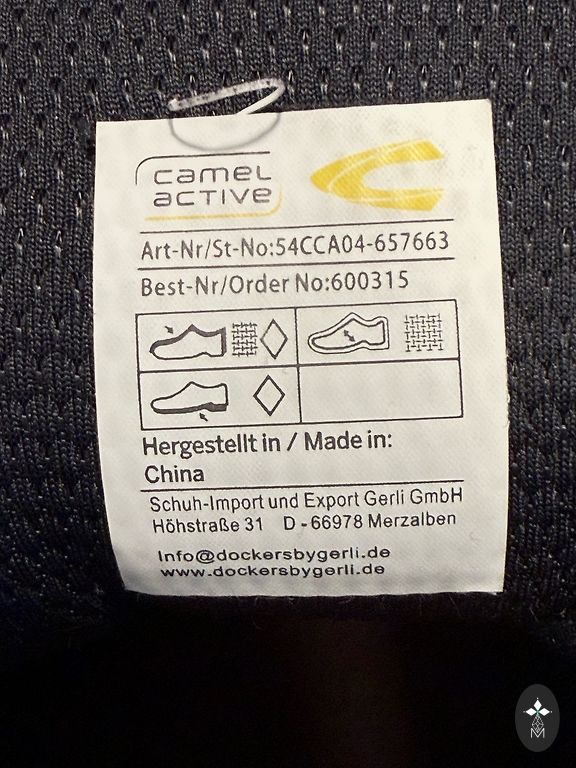 camel
active
Art-Nr/St-No:54CCA04-657663
Best-Nr/Order No:600315
Hergestellt in / Made in:
China
Schuh-Import und Export Gerli GmbH
Höhstraße 31 D - 66978 Merzalben
Info@dockersbygerli.de
www.dockersbygerli.de
M